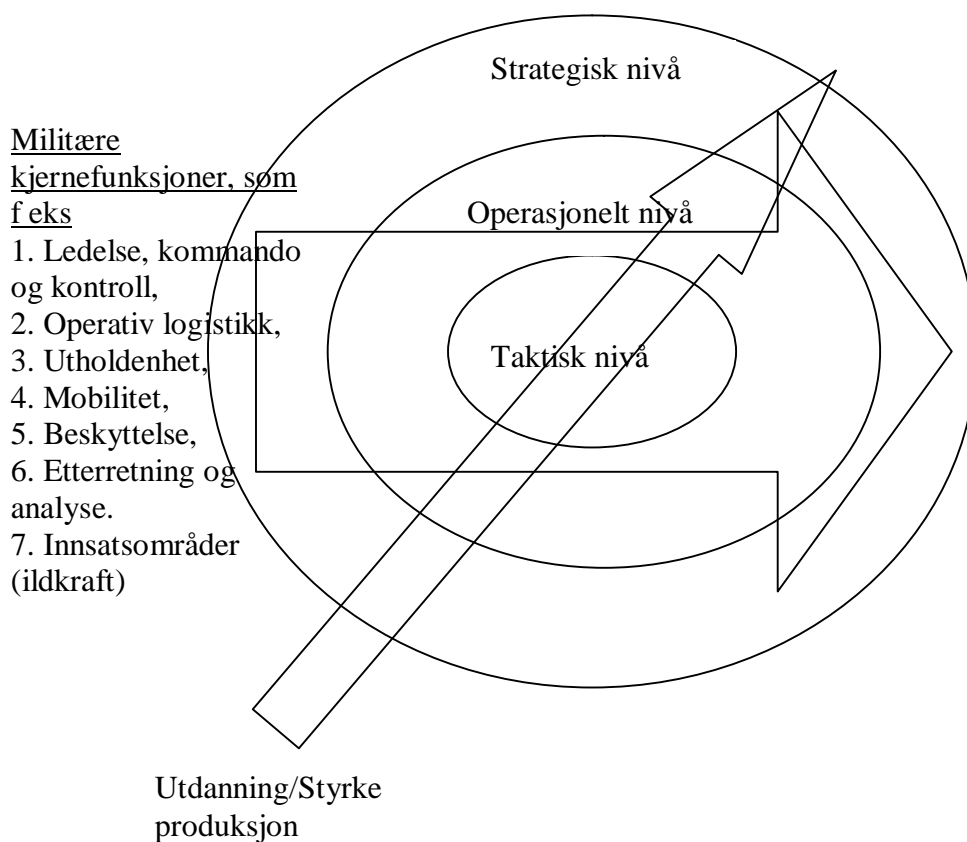 Strategisk nivå
Militære
kjernefunksjoner, som
f eks
1. Ledelse, kommando
og kontroll,
2. Operativ logistikk,
3. Utholdenhet,
4. Mobilitet,
5. Beskyttelse,
6. Etterretning og
analyse.
7. Innsatsområder
(ildkraft)
Operasjonelt nivå
Taktisk nivå
Utdanning/Styrke
produksjon